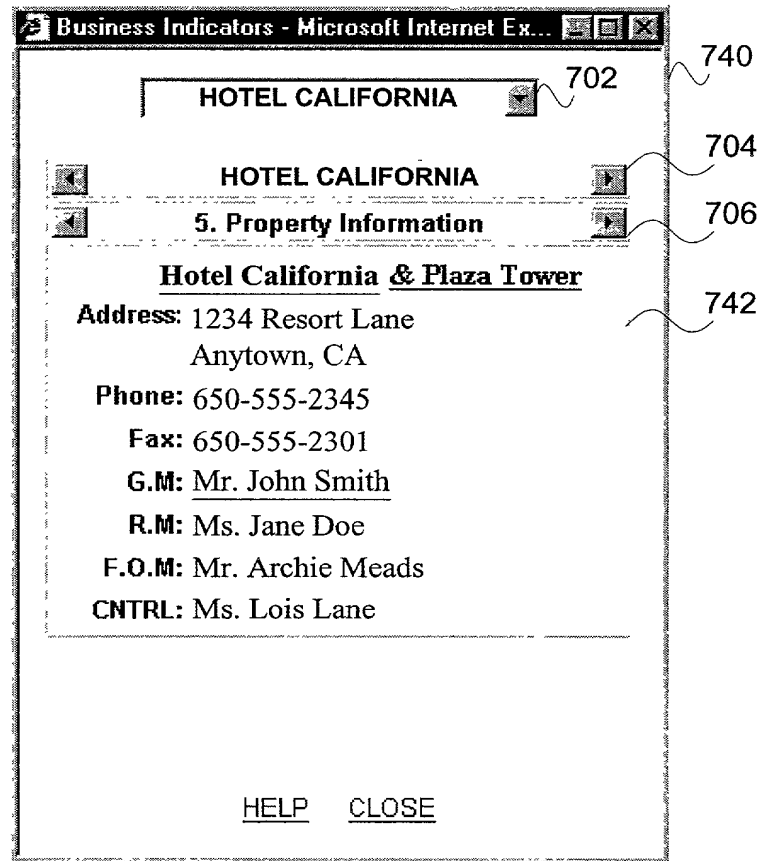 Business Indicators - Microsoft Internet Ex...
740
HOTEL CALIFORNIA
702
HOTEL CALIFORNIA
704
5. Property Information
706
Hotel California & Plaza Tower
742
Address: 1234 Resort Lane
Anytown, CA
Phone: 650-555-2345
Fax: 650-555-2301
G.M: Mr. John Smith
R.M: Ms. Jane Doe
F.O.M: Mr. Archie Meads
CNTRL: Ms. Lois Lane
HELP CLOSE